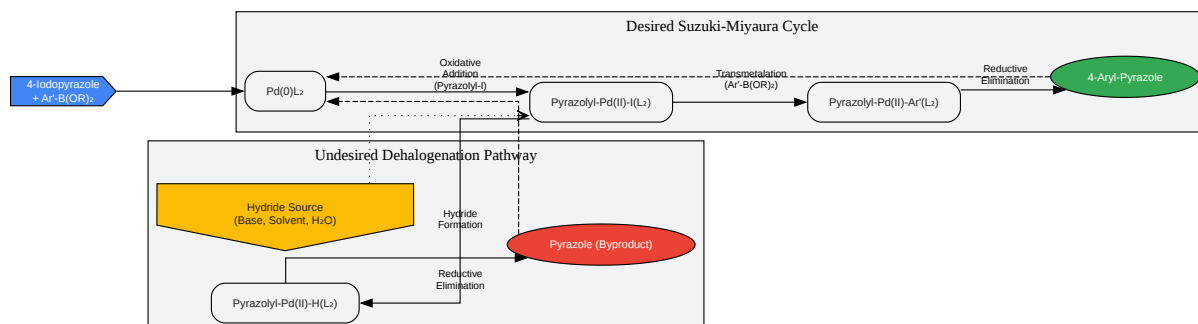 Desired Suzuki-Miyaura Cycle
4-Iodopyrazole
+ Ar'-B(OR)₂
Pd(0)L₂
Oxidative
Addition
(Pyrazolyl-I)
Pyrazolyl-Pd(II)-I(L₂)
Transmetalation
(Ar'-B(OR)₂)
Pyrazolyl-Pd(II)-Ar'(L₂)
Reductive
Elimination
4-Aryl-Pyrazole
Undesired Dehalogenation Pathway
Hydride Source
(Base, Solvent, H₂O)
Hydride
Formation
Pyrazole (Byproduct)
Reductive
Elimination
Pyrazolyl-Pd(II)-H(L₂)